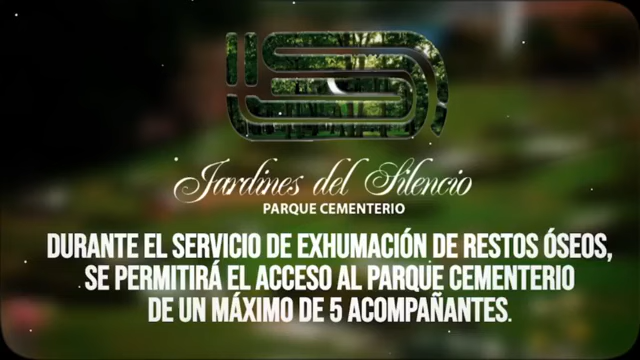 Jardines del Silencio
PARQUE CEMENTERIO
DURANTE EL SERVICIO DE EXHUMACIÓN DE RESTOS ÓSEOS,
SE PERMITIRÁ EL ACCESO AL PARQUE CEMENTERIO
DE UN MÁXIMO DE 5 ACOMPAÑANTES.